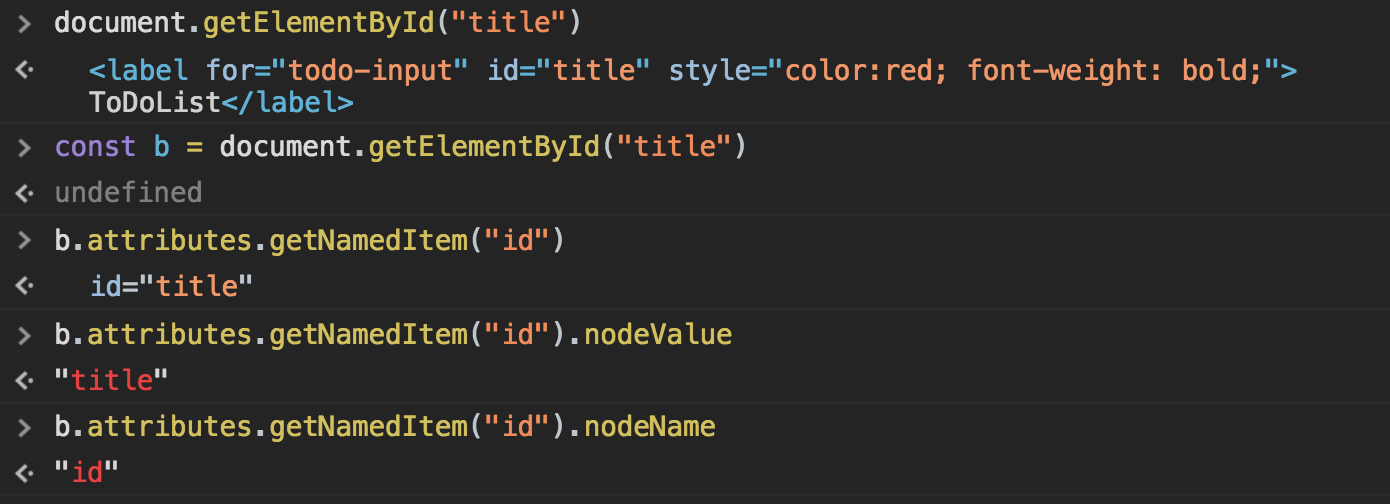 document.getElementById("title")
<label for="todo-input" id="title" style="color:red; font-weight: bold;">
ToDoList</label>
const b = document.getElementById("title")
undefined
b.attributes.getNamedItem("id")
id="title"
b.attributes.getNamedItem("id").nodeValue
"title"
b.attributes.getNamedItem("id").nodeName
"id"